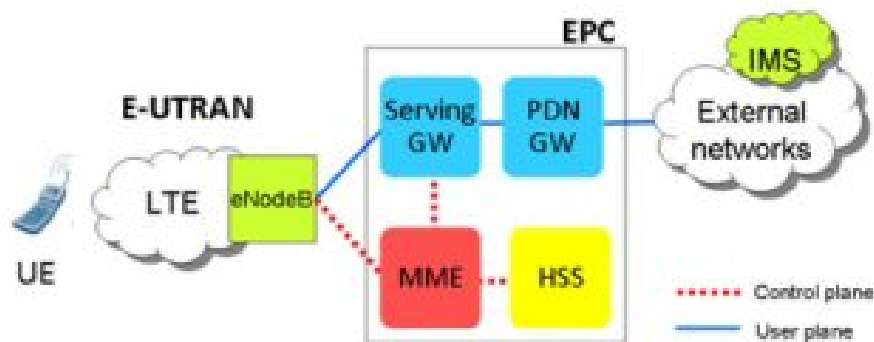 EPC
IMS
E-UTRAN
Serving
GW
PDN
GW
External
networks
LTE
eNodeB
UE
MME
HSS
Control plane
User plane